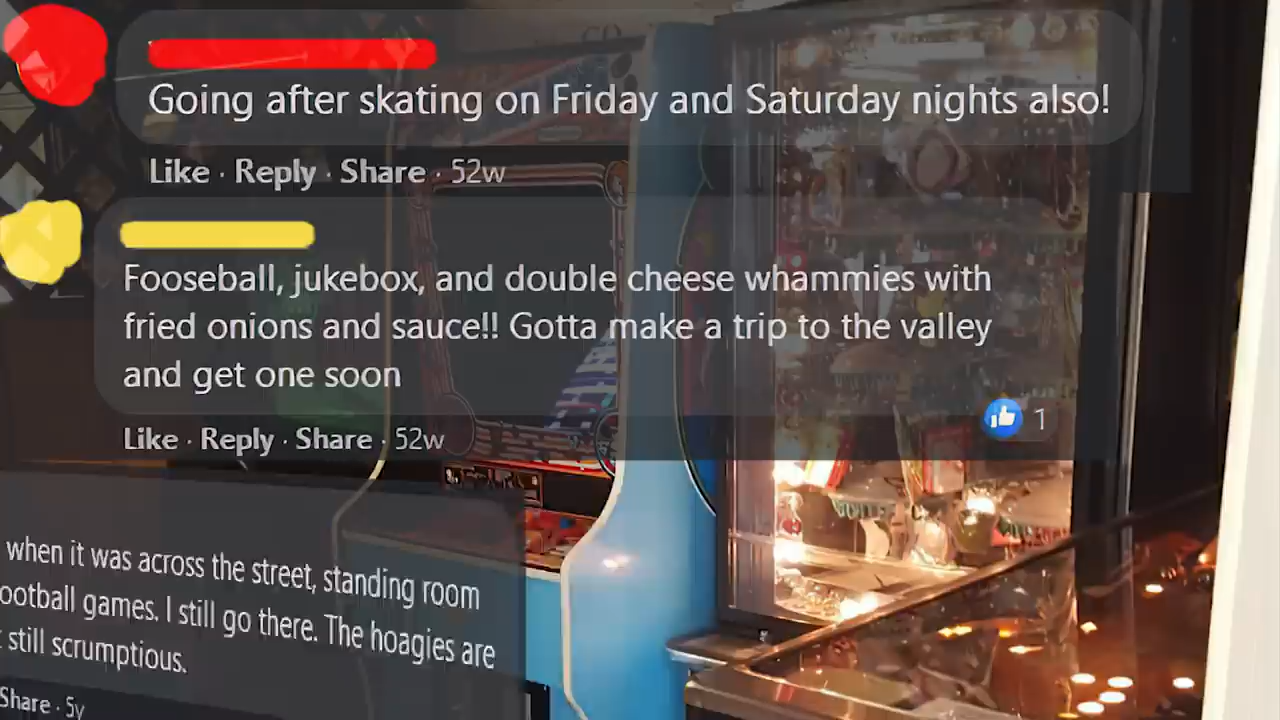 Going after skating on Friday and Saturday nights also!
Like · Reply · Share · 52w
Fooseball, jukebox, and double cheese whammies with
fried onions and sauce!! Gotta make a trip to the valley
and get one soon
1
Like · Reply · Share · 52w
when it was across the street, standing room
ootball games. I still go there. The hoagies are
still scrumptious.
Share · 5y